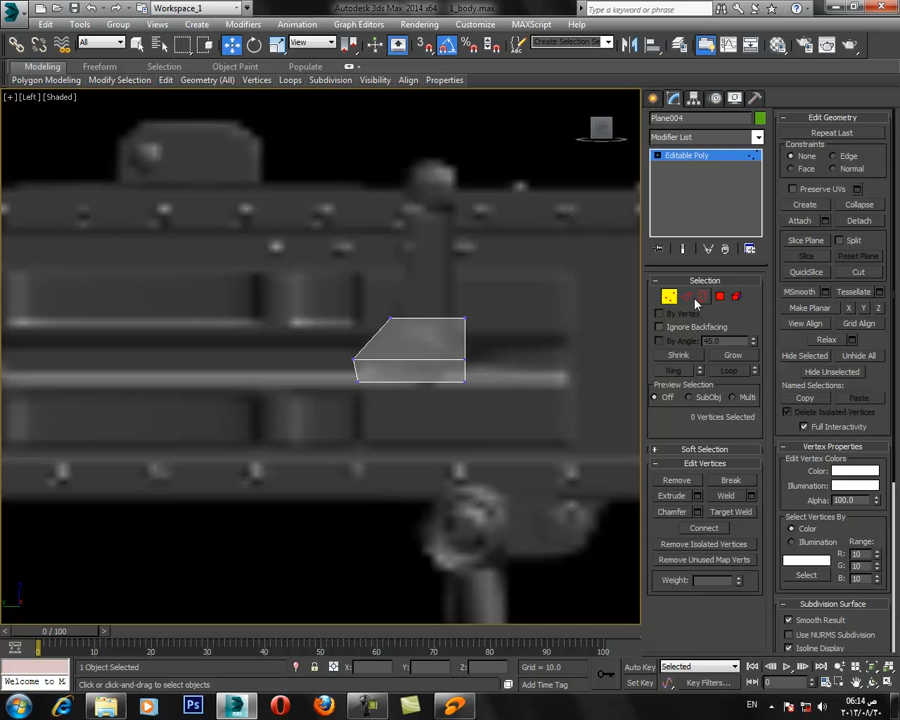 Workspace_1
Autodesk 3ds Max 2014 x64
1_body.max
Type a keyword or phrase
Edit Tools Group Views Create Modifiers Animation Graph Editors Rendering Customize MAXScript Help
All
View
Create Selection Se
Modeling Freeform Selection Object Paint Populate
Polygon Modeling Modify Selection Edit Geometry (All) Vertices Loops Subdivision Visibility Align Properties
[+] [Left] [Shaded]
Plane004
Modifier List
Editable Poly
Selection
By Vertex
Ignore Backfacing
By Angle: 45.0
Shrink Grow
Ring Loop
Preview Selection
Off SubObj Multi
0 Vertices Selected
Soft Selection
Edit Vertices
Remove Break
Extrude Weld
Chamfer Target Weld
Connect
Remove Isolated Vertices
Remove Unused Map Verts
Weight:
Edit Geometry
Repeat Last
Constraints
None Edge
Face Normal
Preserve UVs
Create Collapse
Attach Detach
Slice Plane Split
Slice Reset Plane
QuickSlice Cut
MSmooth Tessellate
Make Planar X Y Z
View Align Grid Align
Relax
Hide Selected Unhide All
Hide Unselected
Named Selections:
Copy Paste
Delete Isolated Vertices
Full Interactivity
Vertex Properties
Edit Vertex Colors
Color:
Illumination:
Alpha: 100.0
Select Vertices By
Color Range:
Illumination R: 10
G: 10
Select B: 10
Subdivision Surface
Smooth Result
Use NURMS Subdivision
Isoline Display
0 / 100
0 10 20 30 40 50 60 70 80 90 100
1 Object Selected
X: Y: Z: Grid = 10.0
Auto Key Selected
Welcome to M
Click or click-and-drag to select objects
Add Time Tag
Set Key Key Filters...
0
EN
06:14 ص
٢٠١٣/٠٨/٢٠